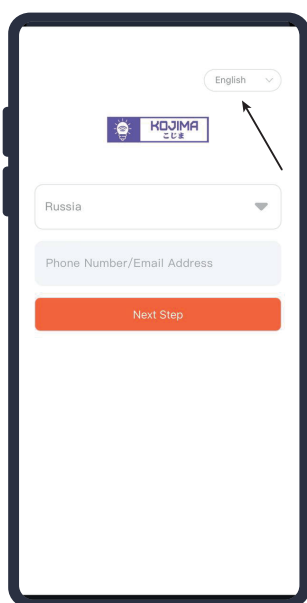 English
KOJIMA
こじま
Russia
Phone Number/Email Address
Next Step